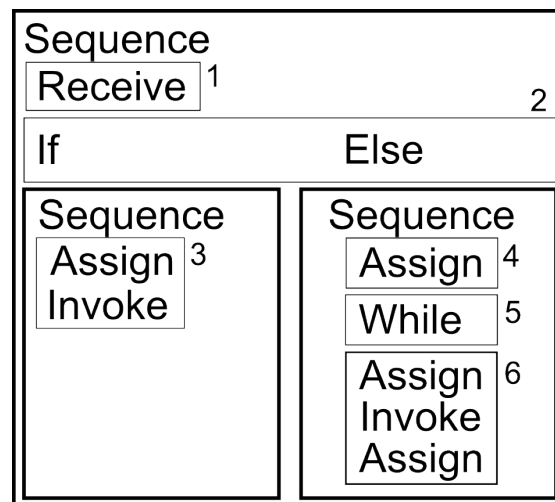 Sequence
Receive 1
2
If Else
Sequence
Assign 3
Invoke
Sequence
Assign 4
While 5
Assign 6
Invoke
Assign